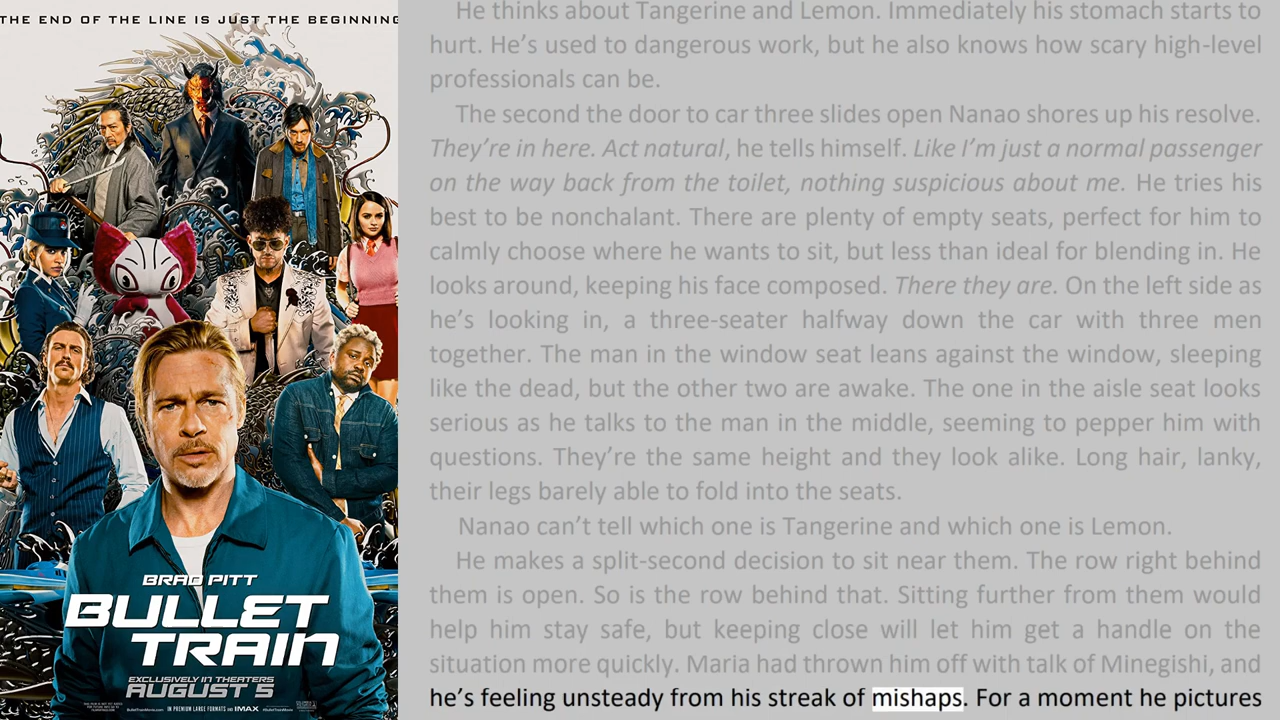 THE END OF THE LINE IS JUST THE BEGINNING
BRAD PITT
BULLET
TRAIN
EXCLUSIVELY IN THEATERS
AUGUST 5
IN PREMIUM LARGE FORMATS AND IMAX
He thinks about Tangerine and Lemon. Immediately his stomach starts to
hurt. He’s used to dangerous work, but he also knows how scary high-level
professionals can be.
The second the door to car three slides open Nanao shores up his resolve.
They’re in here. Act natural, he tells himself. Like I’m just a normal passenger
on the way back from the toilet, nothing suspicious about me. He tries his
best to be nonchalant. There are plenty of empty seats, perfect for him to
calmly choose where he wants to sit, but less than ideal for blending in. He
looks around, keeping his face composed. There they are. On the left side as
he’s looking in, a three-seater halfway down the car with three men
together. The man in the window seat leans against the window, sleeping
like the dead, but the other two are awake. The one in the aisle seat looks
serious as he talks to the man in the middle, seeming to pepper him with
questions. They’re the same height and they look alike. Long hair, lanky,
their legs barely able to fold into the seats.
Nanao can’t tell which one is Tangerine and which one is Lemon.
He makes a split-second decision to sit near them. The row right behind
them is open. So is the row behind that. Sitting further from them would
help him stay safe, but keeping close will let him get a handle on the
situation more quickly. Maria had thrown him off with talk of Minegishi, and
he’s feeling unsteady from his streak of mishaps. For a moment he pictures